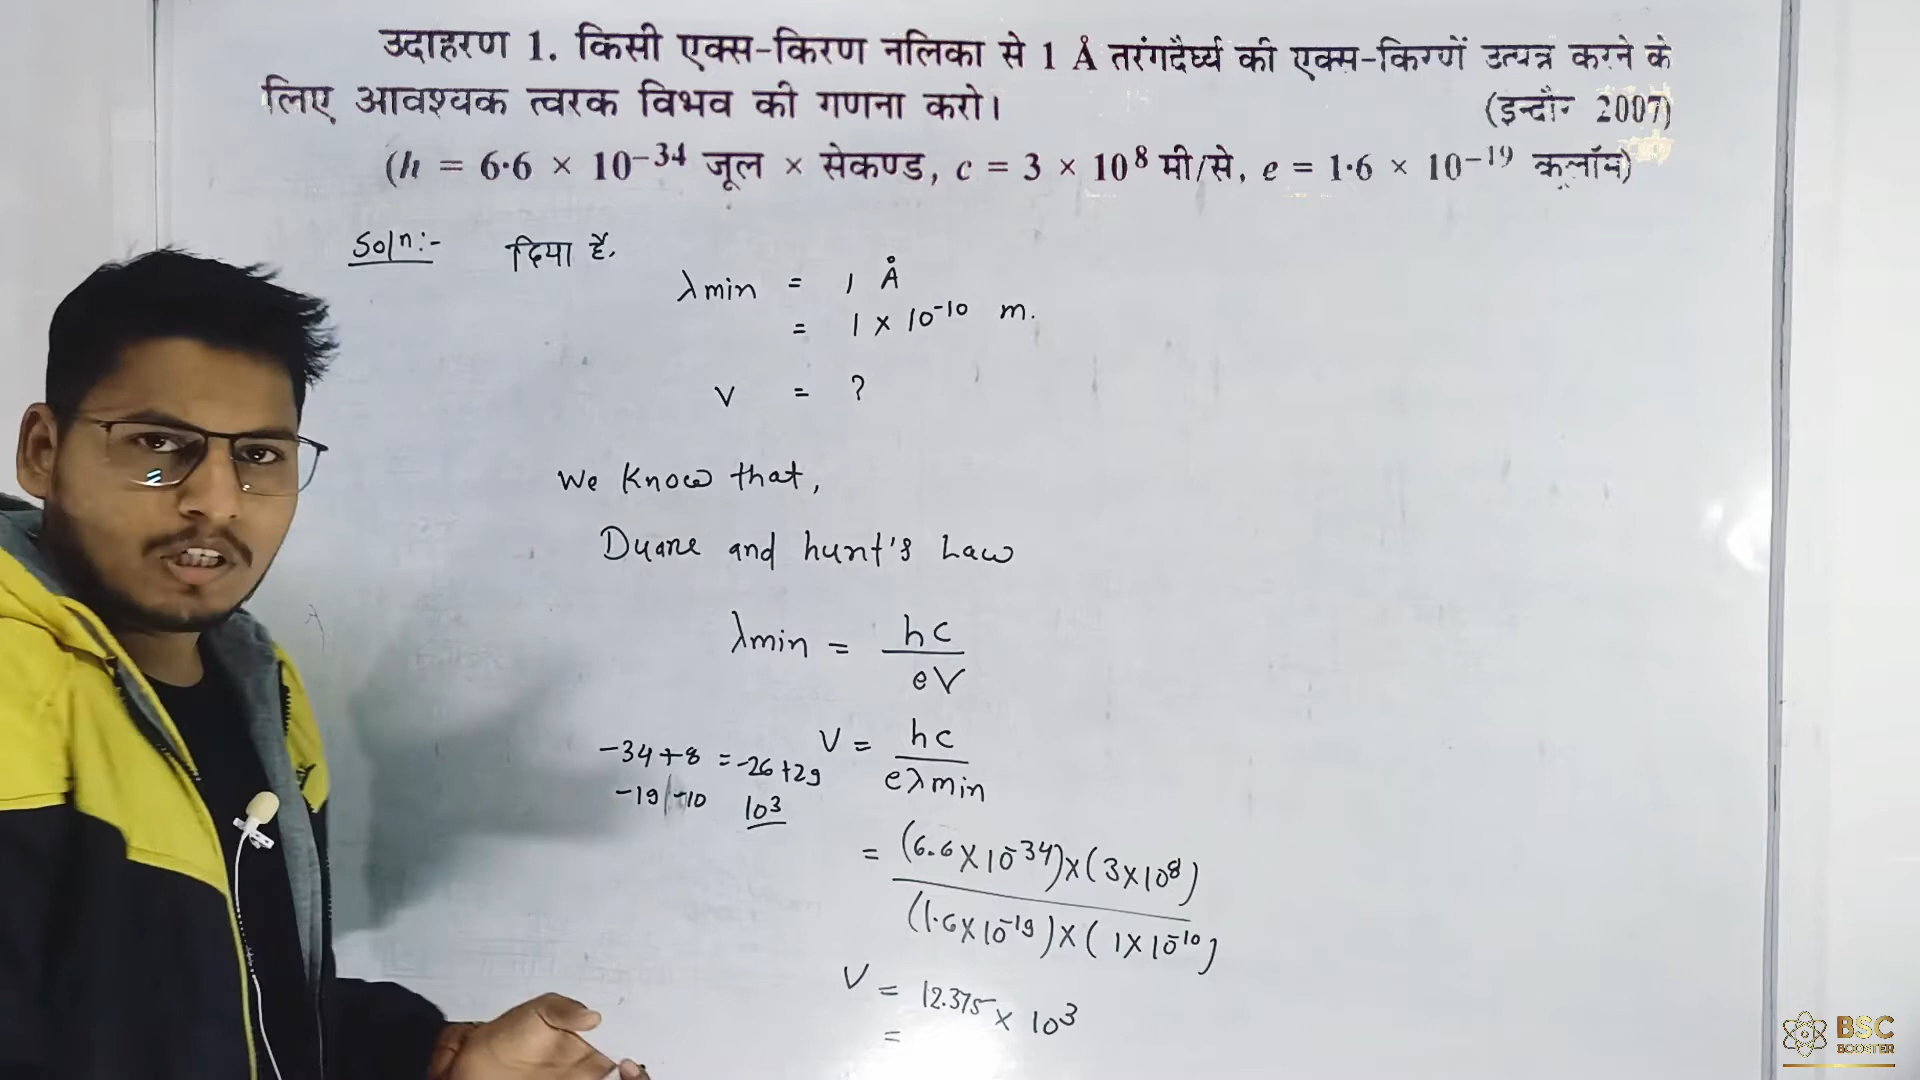 उदाहरण 1. किसी एक्स-किरण नलिका से 1 Å तरंगदैर्घ्य की एक्स-किरणें उत्पन्न करने के
लिए आवश्यक त्वरक विभव की गणना करो। (इन्दौर 2007)
(h = 6·6 × 10⁻³⁴ जूल × सेकण्ड, c = 3 × 10⁸ मी/से, e = 1·6 × 10⁻¹⁹ कूलॉम)
Solⁿ:- दिया है.
λmin = 1 Å
= 1 × 10⁻¹⁰ m.
V = ?
We Know that,
Duane and hunt's Law
λmin = hc / eV
V = hc / eλmin
-34+8 = -26+29
-19 -10 10³
= (6.6×10⁻³⁴)×(3×10⁸)
(1.6×10⁻¹⁹)×(1×10⁻¹⁰)
V = 12.375 × 10³
=
BSC
BOOSTER